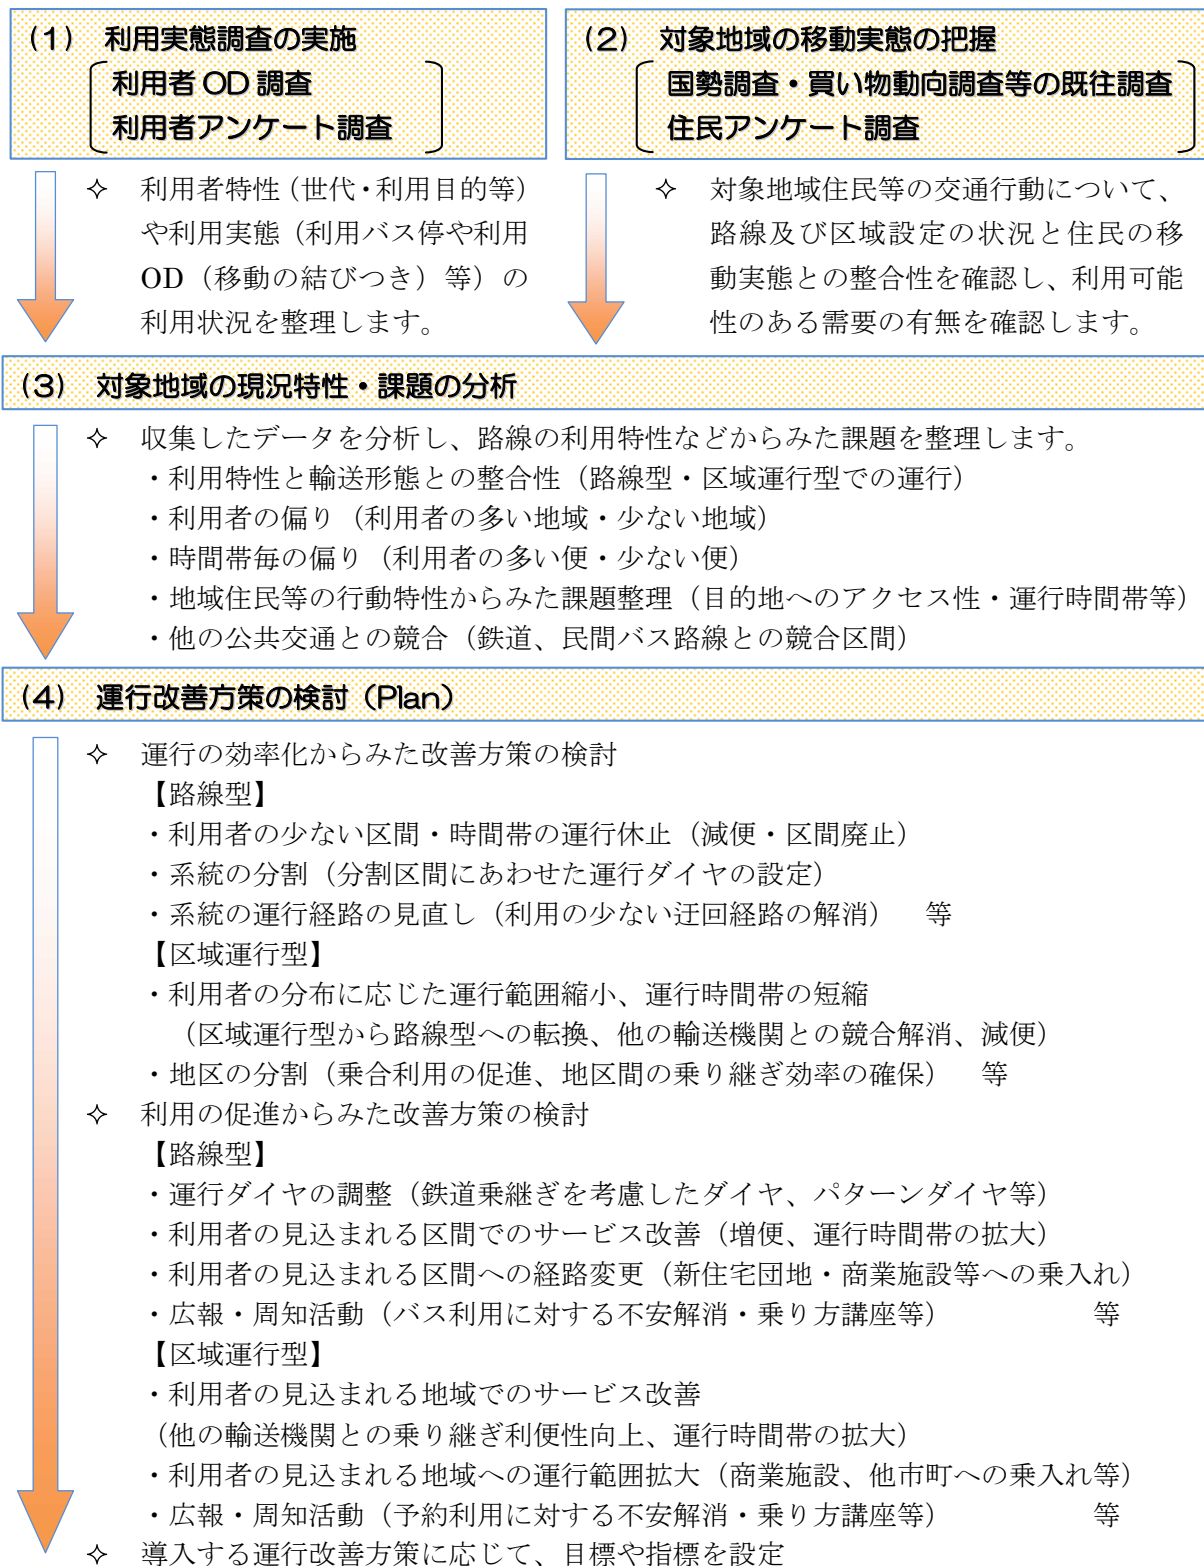 (1) 利用実態調査の実施
利用者 OD 調査
利用者アンケート調査
(2) 対象地域の移動実態の把握
国勢調査・買い物動向調査等の既往調査
住民アンケート調査
✧ 利用者特性(世代・利用目的等)
や利用実態（利用バス停や利用
OD（移動の結びつき）等）の
利用状況を整理します。
✧ 対象地域住民等の交通行動について、
路線及び区域設定の状況と住民の移
動実態との整合性を確認し、利用可能
性のある需要の有無を確認します。
(3) 対象地域の現況特性・課題の分析
✧ 収集したデータを分析し、路線の利用特性などからみた課題を整理します。
・利用特性と輸送形態との整合性（路線型・区域運行型での運行）
・利用者の偏り（利用者の多い地域・少ない地域）
・時間帯毎の偏り（利用者の多い便・少ない便）
・地域住民等の行動特性からみた課題整理（目的地へのアクセス性・運行時間帯等）
・他の公共交通との競合（鉄道、民間バス路線との競合区間）
(4) 運行改善方策の検討（Plan）
✧ 運行の効率化からみた改善方策の検討
【路線型】
・利用者の少ない区間・時間帯の運行休止（減便・区間廃止）
・系統の分割（分割区間にあわせた運行ダイヤの設定）
・系統の運行経路の見直し（利用の少ない迂回経路の解消） 等
【区域運行型】
・利用者の分布に応じた運行範囲縮小、運行時間帯の短縮
（区域運行型から路線型への転換、他の輸送機関との競合解消、減便）
・地区の分割（乗合利用の促進、地区間の乗り継ぎ効率の確保） 等
✧ 利用の促進からみた改善方策の検討
【路線型】
・運行ダイヤの調整（鉄道乗継ぎを考慮したダイヤ、パターンダイヤ等）
・利用者の見込まれる区間でのサービス改善（増便、運行時間帯の拡大）
・利用者の見込まれる区間への経路変更（新住宅団地・商業施設等への乗入れ）
・広報・周知活動（バス利用に対する不安解消・乗り方講座等） 等
【区域運行型】
・利用者の見込まれる地域でのサービス改善
（他の輸送機関との乗り継ぎ利便性向上、運行時間帯の拡大）
・利用者の見込まれる地域への運行範囲拡大（商業施設、他市町への乗入れ等）
・広報・周知活動（予約利用に対する不安解消・乗り方講座等） 等
✧ 導入する運行改善方策に応じて、目標や指標を設定